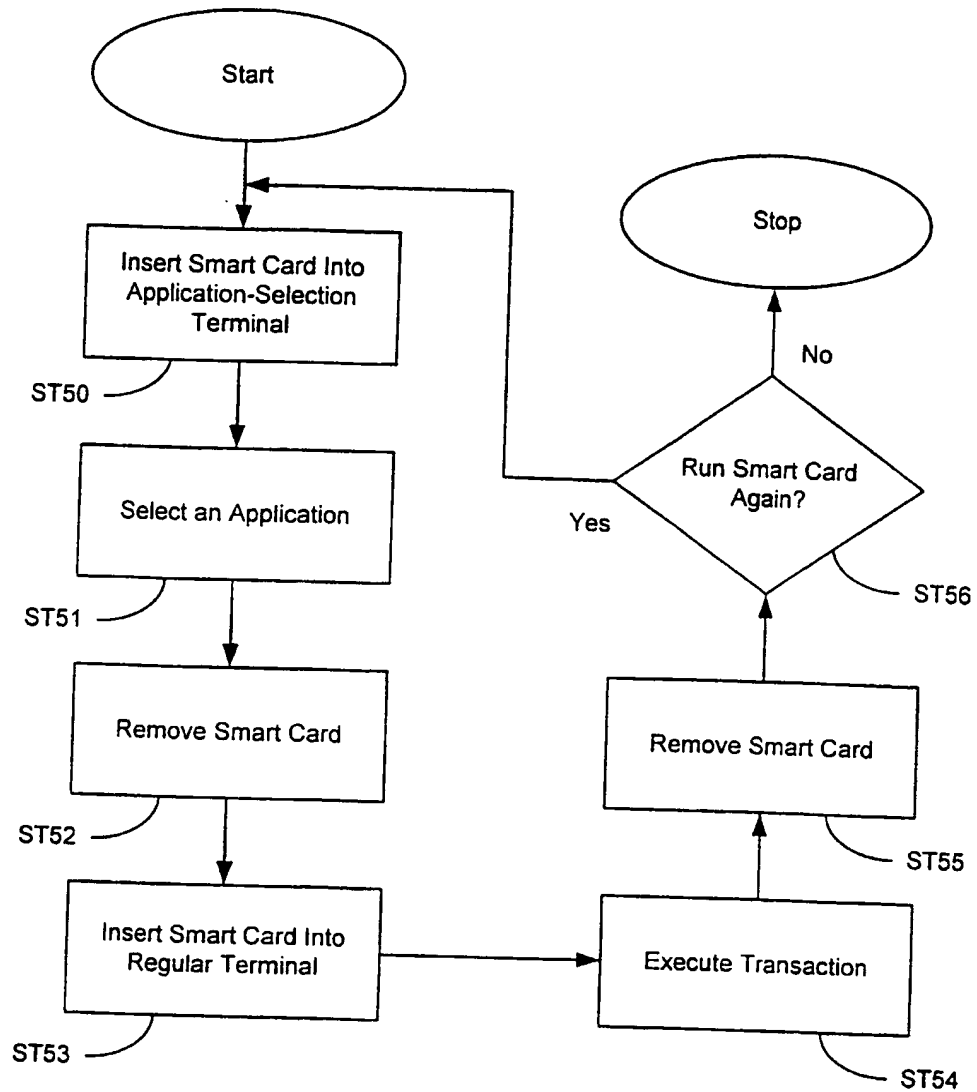 Start
Insert Smart Card Into
Application-Selection
Terminal
ST50
Select an Application
ST51
Remove Smart Card
ST52
Insert Smart Card Into
Regular Terminal
ST53
Execute Transaction
ST54
Remove Smart Card
ST55
Run Smart Card
Again?
ST56
Yes
No
Stop